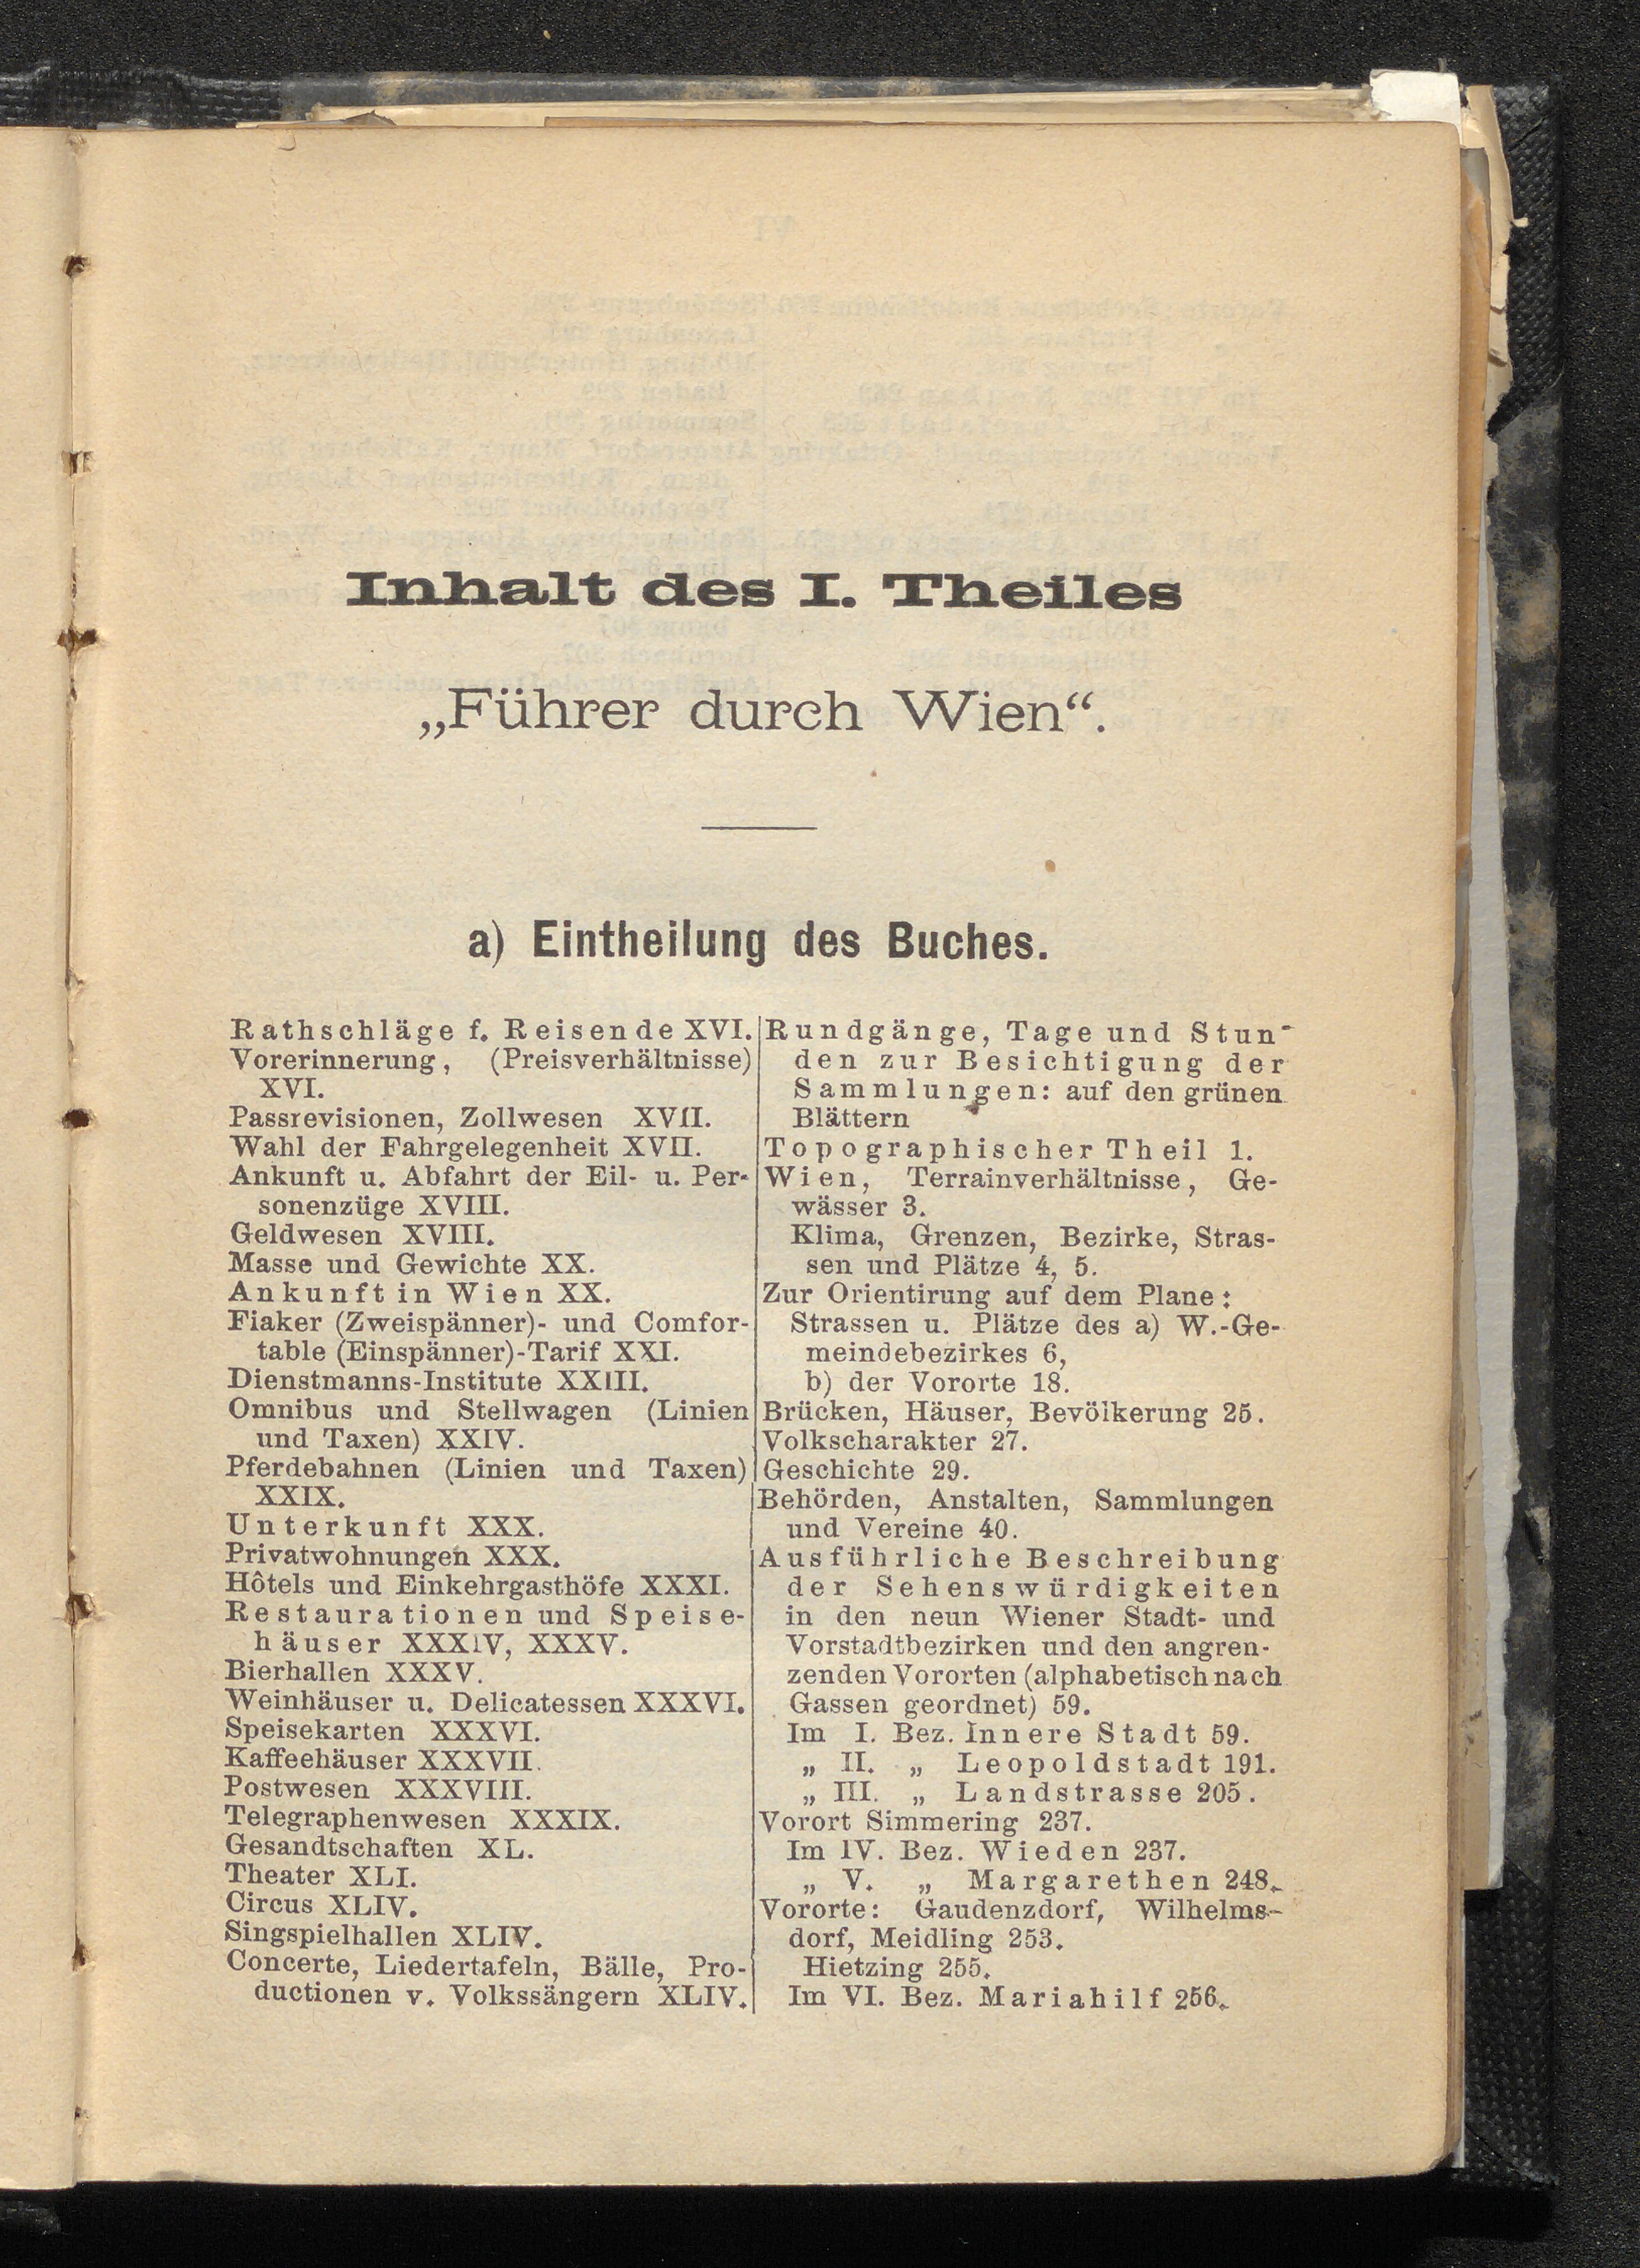 Inhalt des I. Theiles
„Führer durch Wien“.
a) Eintheilung des Buches.
Rathschläge f. Reisende XVI.
Vorerinnerung, (Preisverhältnisse)
XVI.
Passrevisionen, Zollwesen XVII.
Wahl der Fahrgelegenheit XVII.
Ankunft u. Abfahrt der Eil- u. Per-
sonenzüge XVIII.
Geldwesen XVIII.
Masse und Gewichte XX.
Ankunft in Wien XX.
Fiaker (Zweispänner)- und Comfor-
table (Einspänner)-Tarif XXI.
Dienstmanns-Institute XXIII.
Omnibus und Stellwagen (Linien
und Taxen) XXIV.
Pferdebahnen (Linien und Taxen)
XXIX.
Unterkunft XXX.
Privatwohnungen XXX.
Hôtels und Einkehrgasthöfe XXXI.
Restaurationen und Speise-
häuser XXXIV, XXXV.
Bierhallen XXXV.
Weinhäuser u. Delicatessen XXXVI.
Speisekarten XXXVI.
Kaffeehäuser XXXVII.
Postwesen XXXVIII.
Telegraphenwesen XXXIX.
Gesandtschaften XL.
Theater XLI.
Circus XLIV.
Singspielhallen XLIV.
Concerte, Liedertafeln, Bälle, Pro-
ductionen v. Volkssängern XLIV.
Rundgänge, Tage und Stun-
den zur Besichtigung der
Sammlungen: auf den grünen
Blättern
Topographischer Theil 1.
Wien, Terrainverhältnisse, Ge-
wässer 3.
Klima, Grenzen, Bezirke, Stras-
sen und Plätze 4, 5.
Zur Orientirung auf dem Plane:
Strassen u. Plätze des a) W.-Ge-
meindebezirkes 6,
b) der Vororte 18.
Brücken, Häuser, Bevölkerung 25.
Volkscharakter 27.
Geschichte 29.
Behörden, Anstalten, Sammlungen
und Vereine 40.
Ausführliche Beschreibung
der Sehenswürdigkeiten
in den neun Wiener Stadt- und
Vorstadtbezirken und den angren-
zenden Vororten (alphabetisch nach
Gassen geordnet) 59.
Im I. Bez. Innere Stadt 59.
„ II. „ Leopoldstadt 191.
„ III. „ Landstrasse 205.
Vorort Simmering 237.
Im IV. Bez. Wieden 237.
„ V. „ Margarethen 248.
Vororte: Gaudenzdorf, Wilhelms-
dorf, Meidling 253.
Hietzing 255.
Im VI. Bez. Mariahilf 256.